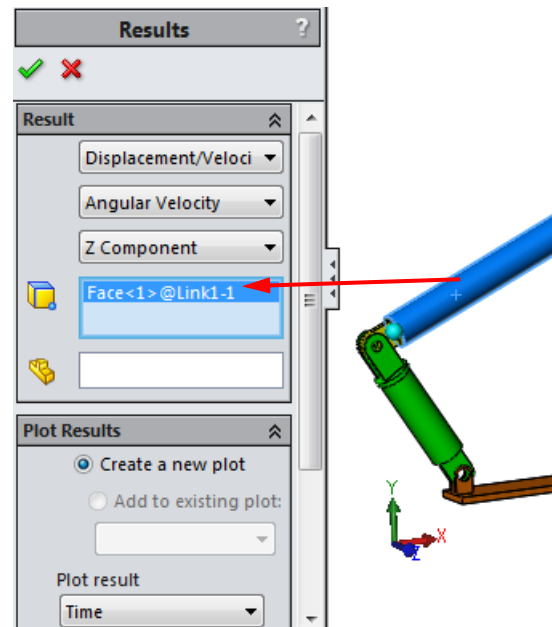 Results ?
Result
Displacement/Veloci
Angular Velocity
Z Component
Face<1>@Link1-1
Plot Results
Create a new plot
Add to existing plot:
Plot result
Time
Y
X
Z